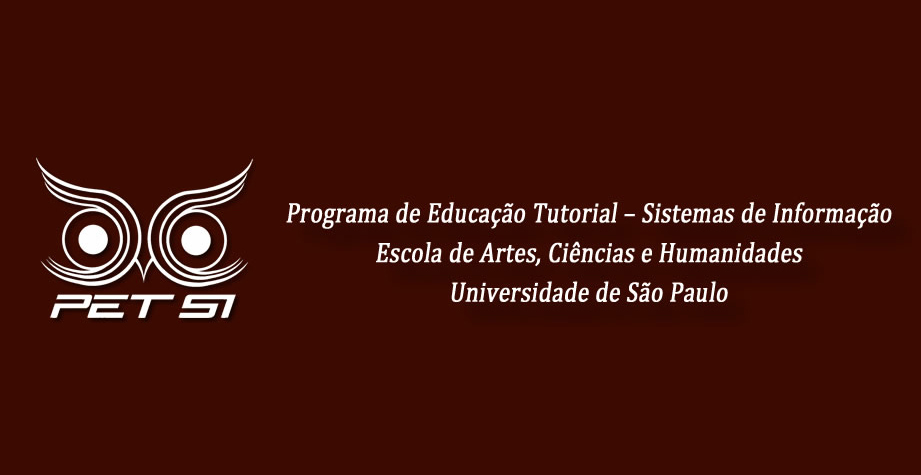 Programa de Educação Tutorial – Sistemas de Informação
Escola de Artes, Ciências e Humanidades
Universidade de São Paulo
PET SI